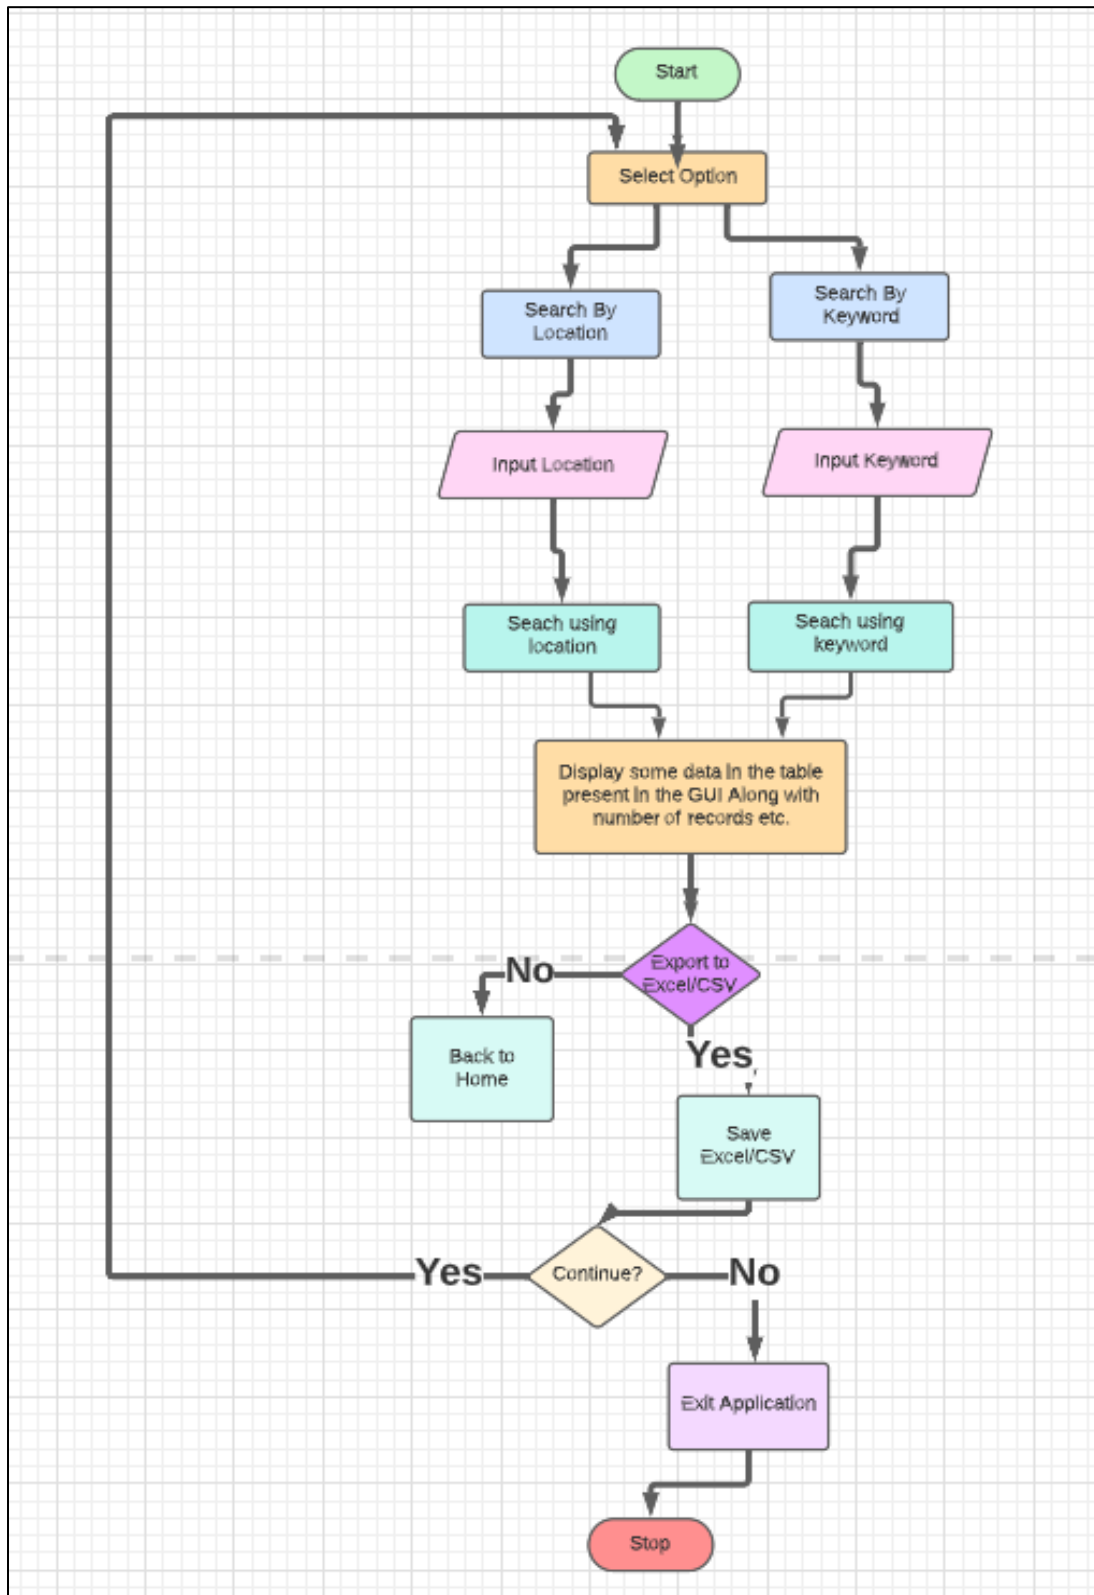 Start
Select Option
Search By
Location
Search By
Keyword
Input Location
Input Keyword
Seach using
location
Seach using
keyword
Display some data in the table
present in the GUI Along with
number of records etc.
Export to
Excel/CSV
No
Yes
Back to
Home
Save
Excel/CSV
Continue?
Yes
No
Exit Application
Stop